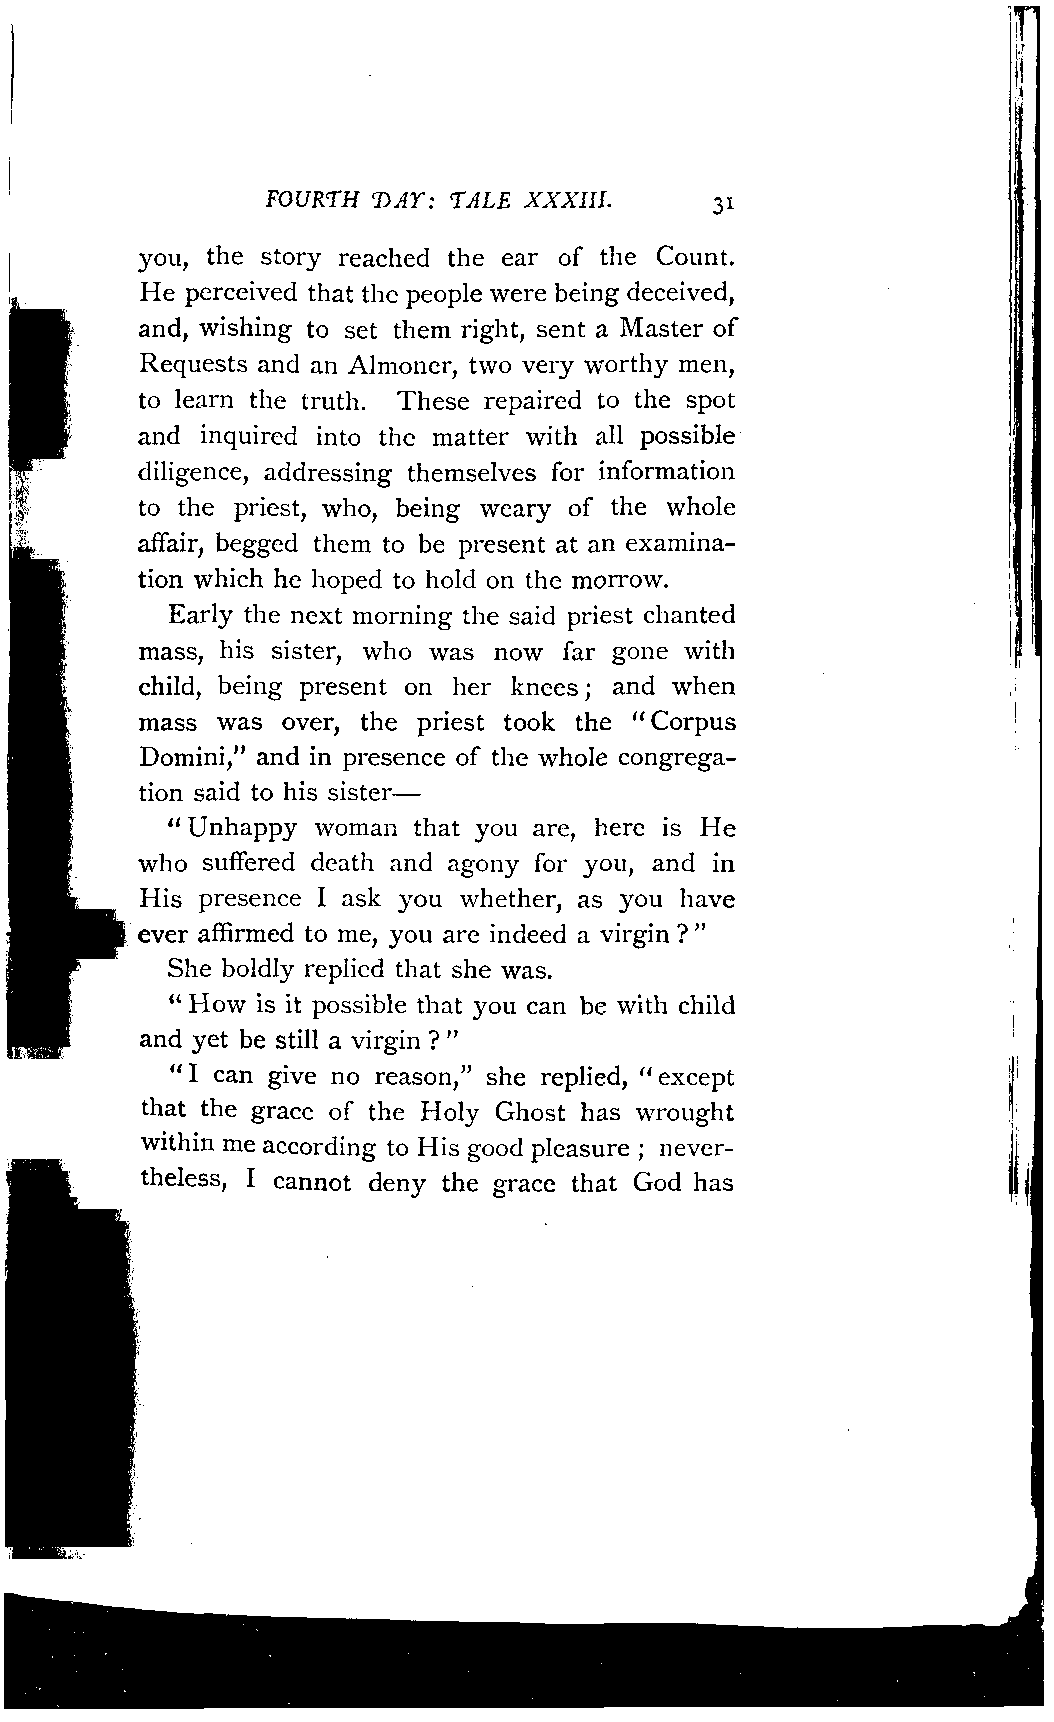 FOURTH DAY: TALE XXXIII. 31
you, the story reached the ear of the Count.
He perceived that the people were being deceived,
and, wishing to set them right, sent a Master of
Requests and an Almoner, two very worthy men,
to learn the truth. These repaired to the spot
and inquired into the matter with all possible
diligence, addressing themselves for information
to the priest, who, being weary of the whole
affair, begged them to be present at an examina-
tion which he hoped to hold on the morrow.
Early the next morning the said priest chanted
mass, his sister, who was now far gone with
child, being present on her knees; and when
mass was over, the priest took the "Corpus
Domini," and in presence of the whole congrega-
tion said to his sister—
"Unhappy woman that you are, here is He
who suffered death and agony for you, and in
His presence I ask you whether, as you have
ever affirmed to me, you are indeed a virgin?"
She boldly replied that she was.
"How is it possible that you can be with child
and yet be still a virgin?"
"I can give no reason," she replied, "except
that the grace of the Holy Ghost has wrought
within me according to His good pleasure; never-
theless, I cannot deny the grace that God has